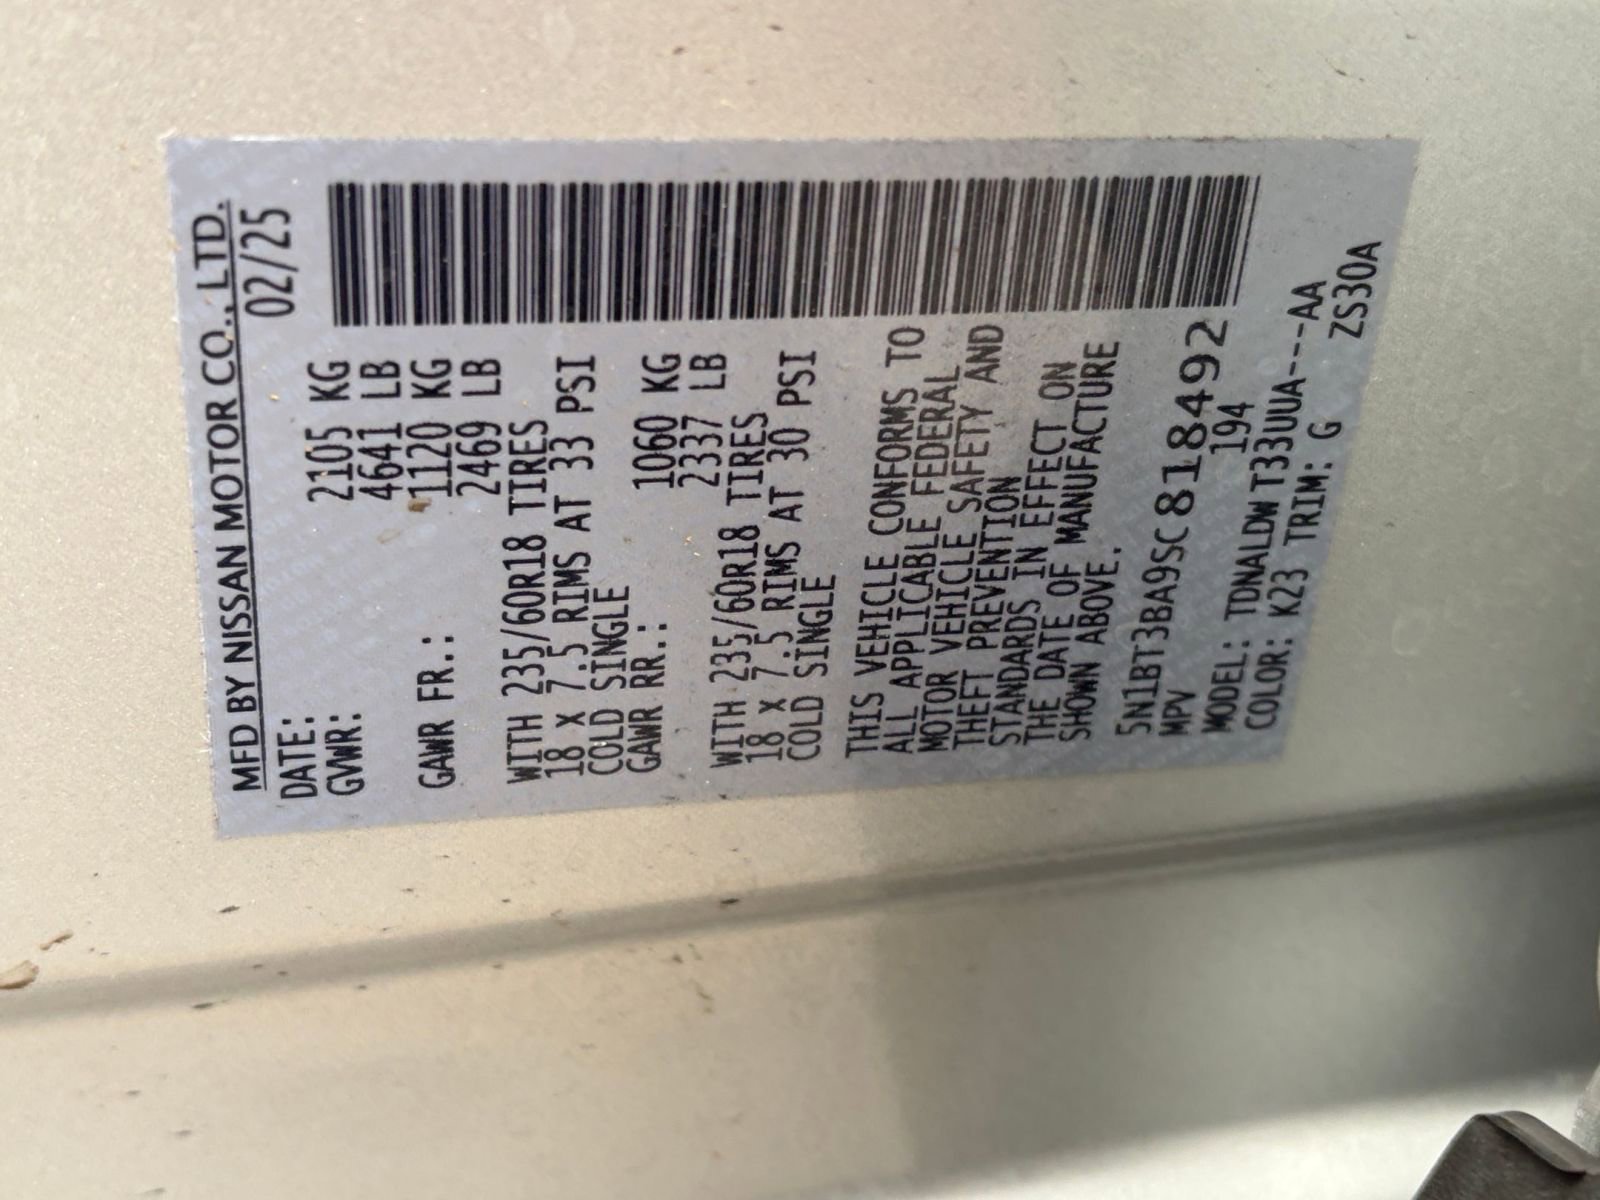 MFD BY NISSAN MOTOR CO., LTD.
DATE: 02/25
GVWR: 2105 KG
4641 LB
GAWR FR.: 1120 KG
2469 LB
WITH 235/60R18 TIRES
18 X 7.5 RIMS AT 33 PSI
COLD SINGLE
GAWR RR.: 1060 KG
2337 LB
WITH 235/60R18 TIRES
18 X 7.5 RIMS AT 30 PSI
COLD SINGLE
THIS VEHICLE CONFORMS TO
ALL APPLICABLE FEDERAL
MOTOR VEHICLE SAFETY AND
THEFT PREVENTION
STANDARDS IN EFFECT ON
THE DATE OF MANUFACTURE
SHOWN ABOVE.
5N1BT3BA9SC818492
MPV 194
MODEL: TDNALDW T33UUA---AA
COLOR: K23 TRIM: G ZS30A